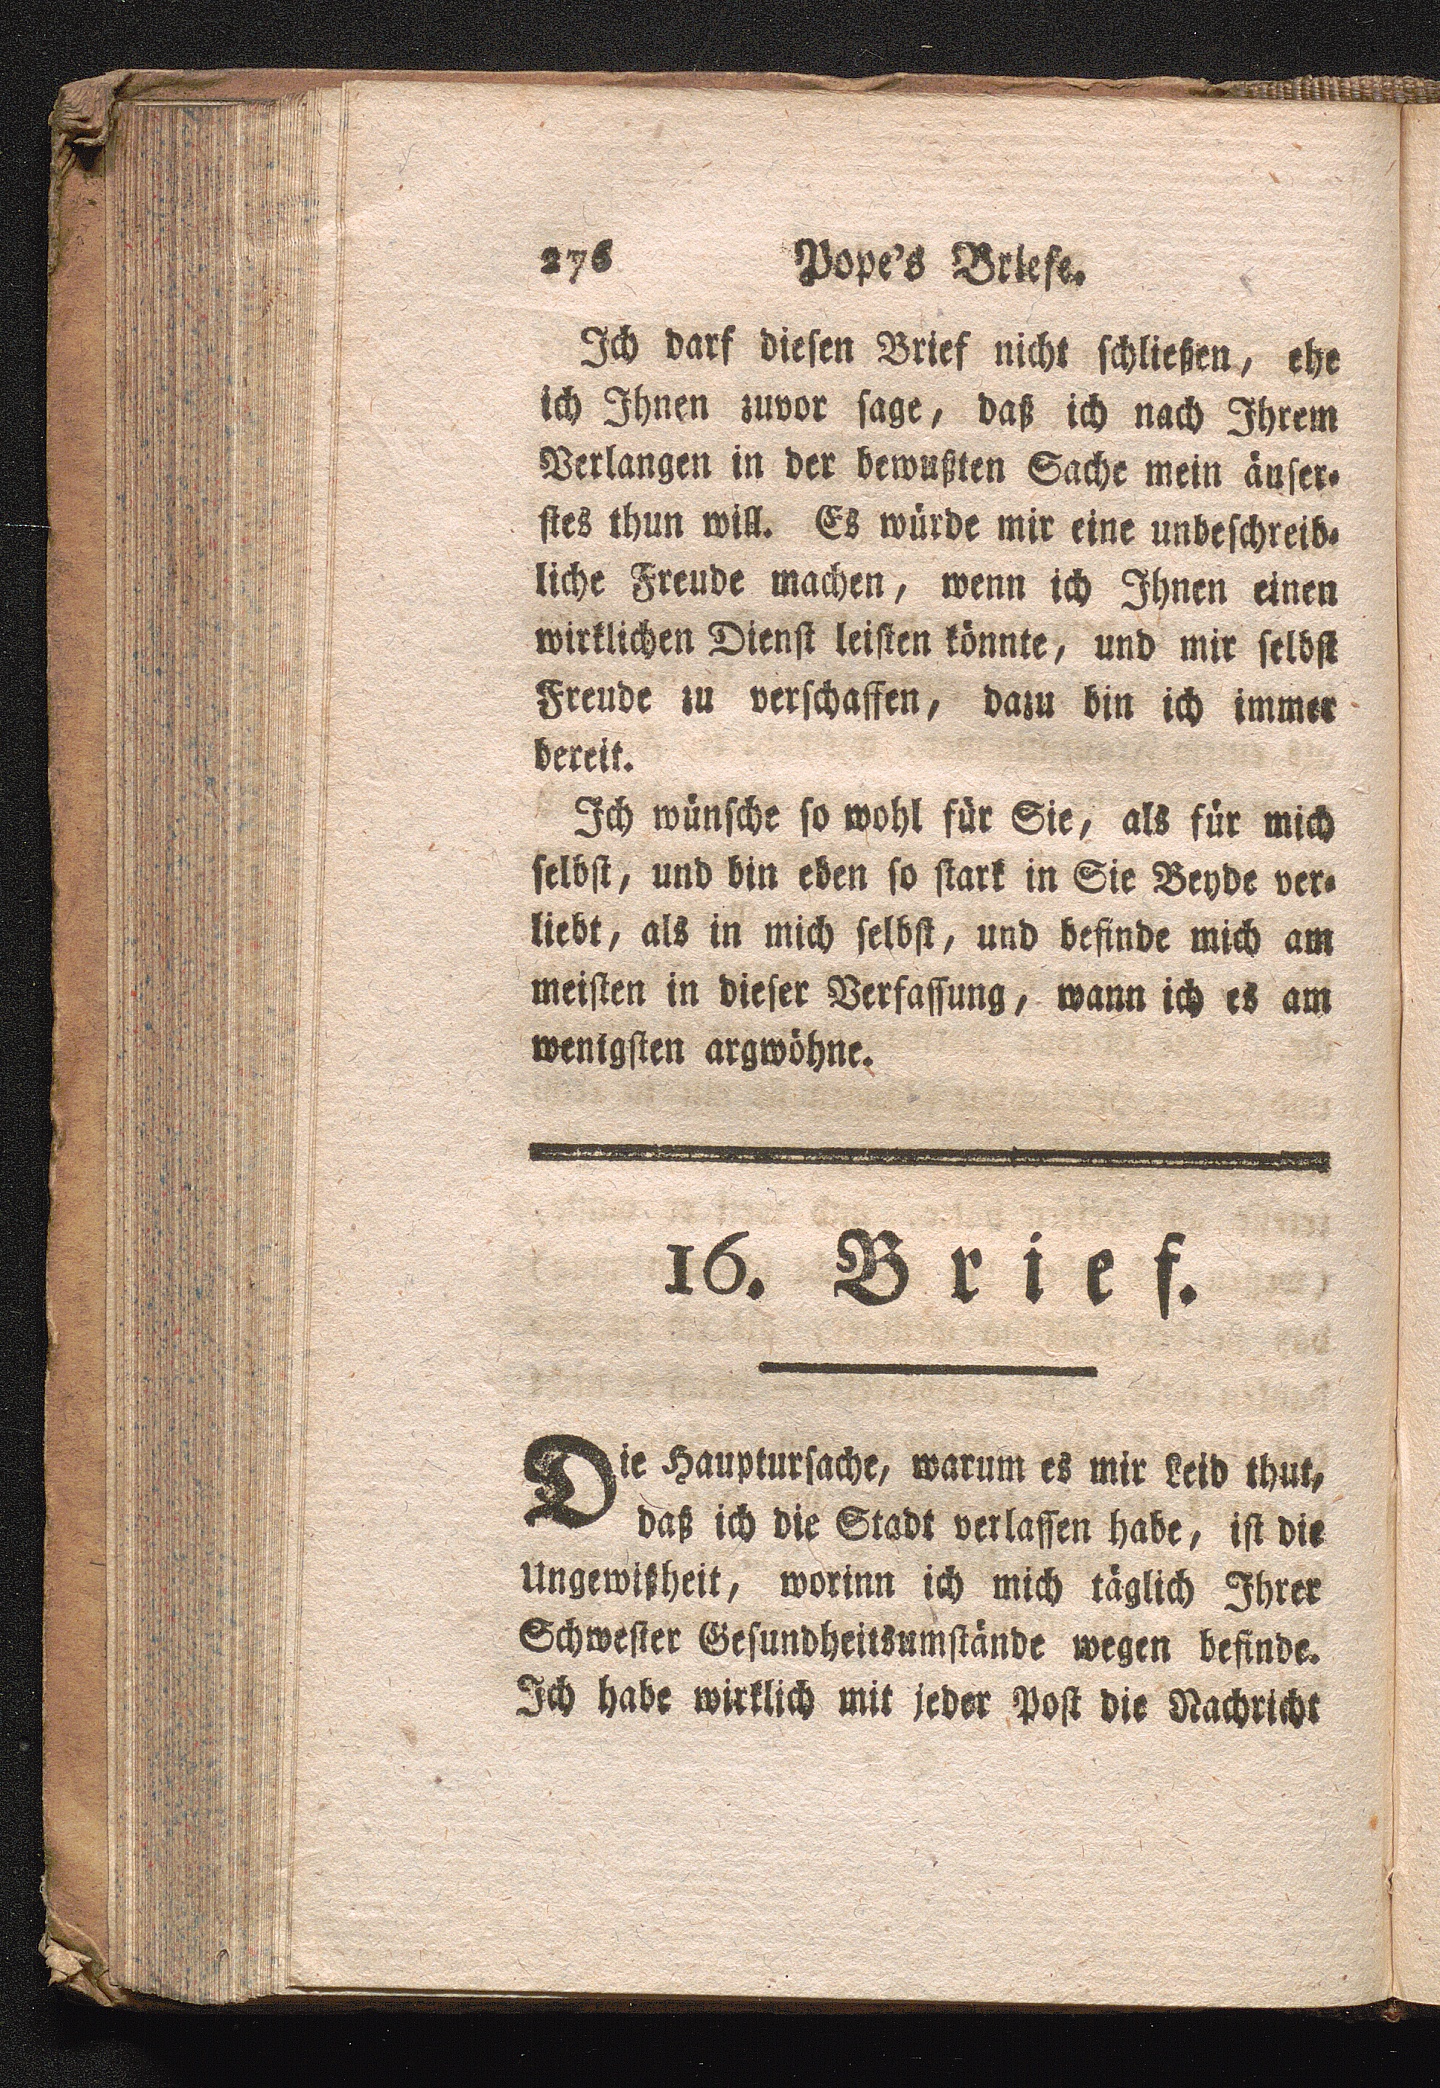 276 Pope's Briefe.
Ich darf dieſen Brief nicht ſchließen, ehe
ich Ihnen zuvor ſage, daß ich nach Ihrem
Verlangen in der bewußten Sache mein äuſer⸗
ſtes thun will. Es würde mir eine unbeſchreib⸗
liche Freude machen, wenn ich Ihnen einen
wirklichen Dienſt leiſten könnte, und mir ſelbſt
Freude zu verſchaffen, dazu bin ich immer
bereit.
Ich wünſche ſo wohl für Sie, als für mich
ſelbſt, und bin eben ſo ſtark in Sie Beyde ver⸗
liebt, als in mich ſelbſt, und befinde mich am
meiſten in dieſer Verfaſſung, wann ich es am
wenigſten argwöhne.
16. Brief.
Die Haupturſache, warum es mir Leid thut,
daß ich die Stadt verlaſſen habe, iſt die
Ungewißheit, worinn ich mich täglich Ihrer
Schweſter Geſundheitsumſtände wegen befinde.
Ich habe wirklich mit jeder Poſt die Nachricht